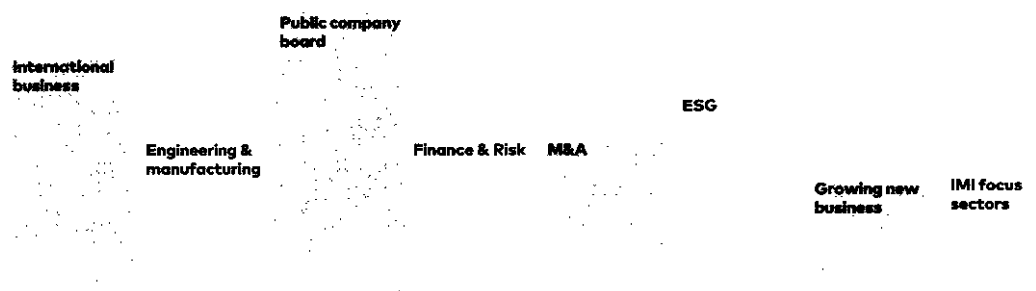 Public company
board
International
business
ESG
Engineering &
manufacturing
Finance & Risk
M&A
Growing new
business
IMI focus
sectors